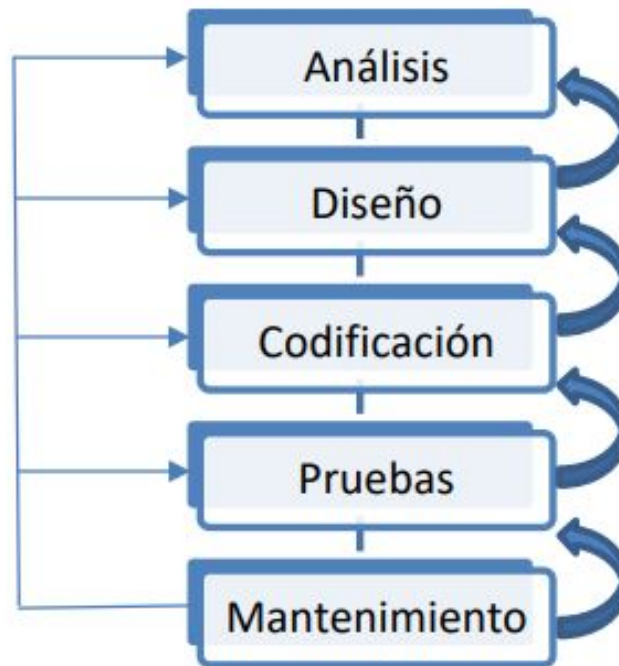 Análisis
Diseño
Codificación
Pruebas
Mantenimiento